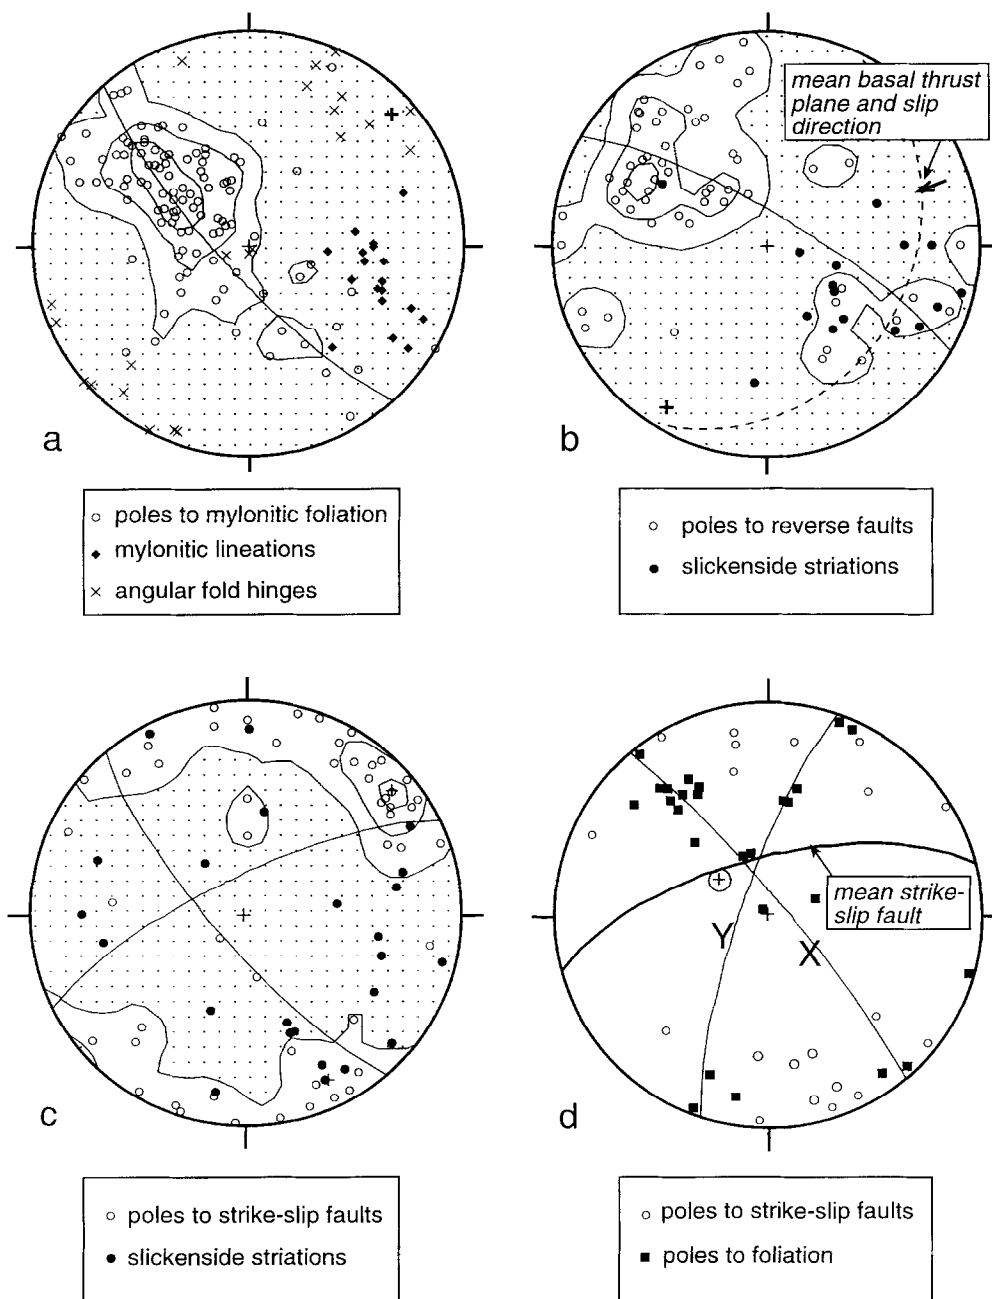 mean basal thrust
plane and slip
direction
a
b
poles to mylonitic foliation
mylonitic lineations
angular fold hinges
poles to reverse faults
slickenside striations
mean strike-
slip fault
Y
X
c
d
poles to strike-slip faults
slickenside striations
poles to strike-slip faults
poles to foliation